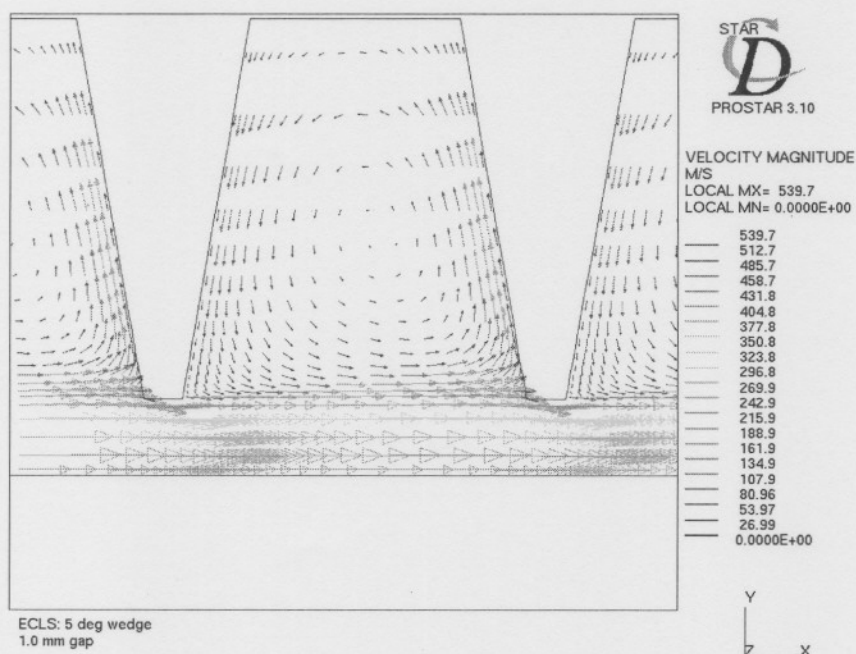 STAR
CD
PROSTAR 3.10
VELOCITY MAGNITUDE
M/S
LOCAL MX= 539.7
LOCAL MN= 0.0000E+00
539.7
512.7
485.7
458.7
431.8
404.8
377.8
350.8
323.8
296.8
269.9
242.9
215.9
188.9
161.9
134.9
107.9
80.96
53.97
26.99
0.0000E+00
ECLS: 5 deg wedge
1.0 mm gap
Y
Z X